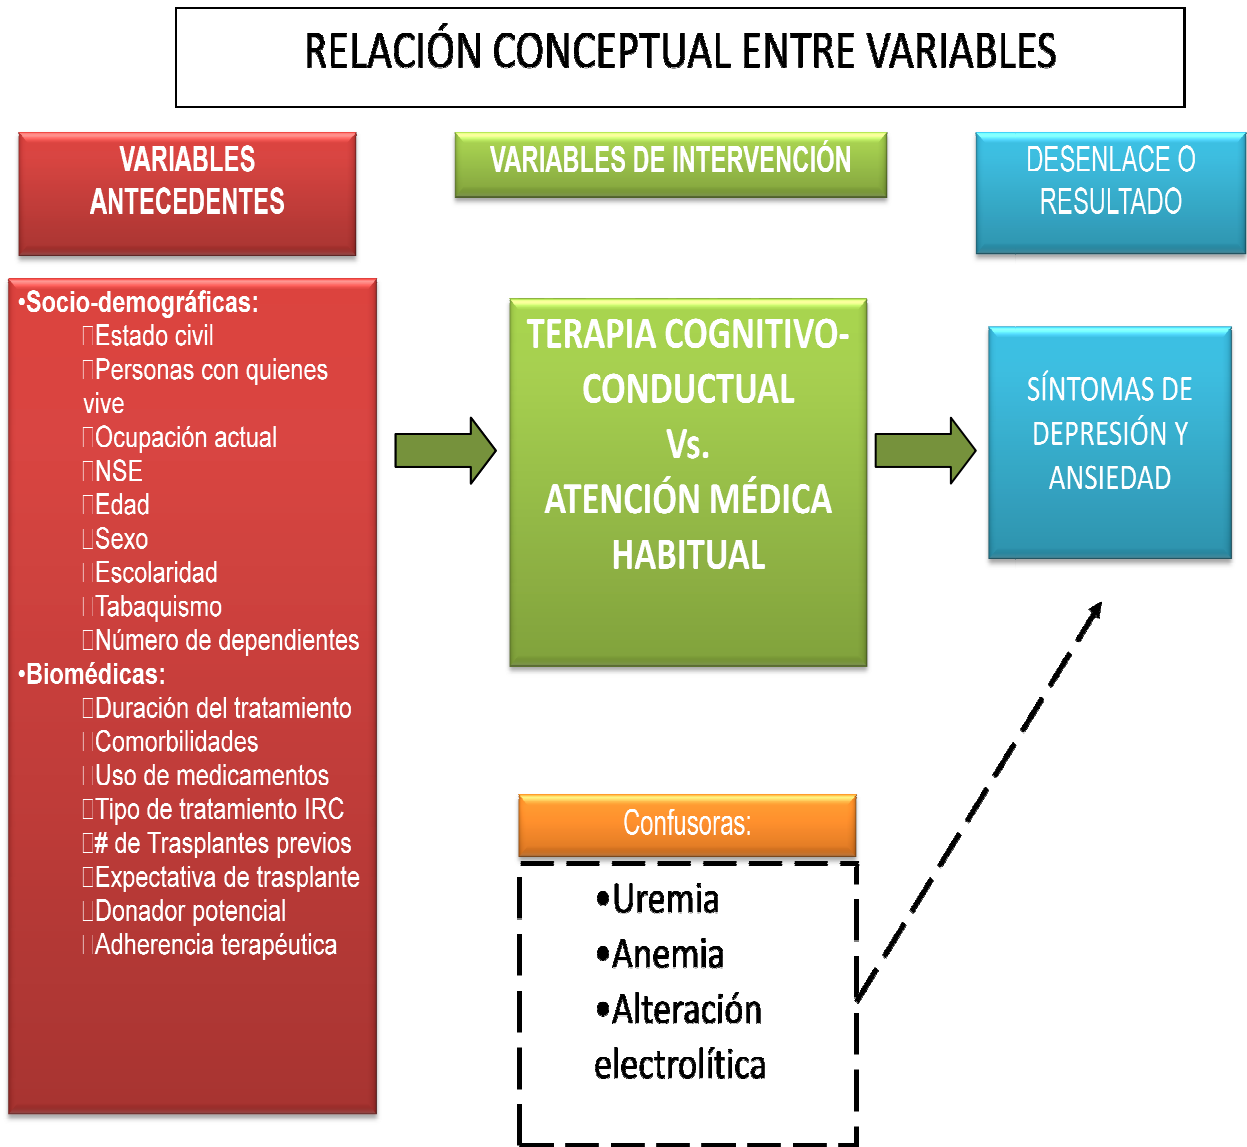 RELACIÓN CONCEPTUAL ENTRE VARIABLES
VARIABLES
ANTECEDENTES
VARIABLES DE INTERVENCIÓN
DESENLACE O
RESULTADO
•Socio-demográficas:
Estado civil
Personas con quienes
vive
Ocupación actual
NSE
Edad
Sexo
Escolaridad
Tabaquismo
Número de dependientes
•Biomédicas:
Duración del tratamiento
Comorbilidades
Uso de medicamentos
Tipo de tratamiento IRC
# de Trasplantes previos
Expectativa de trasplante
Donador potencial
Adherencia terapéutica
TERAPIA COGNITIVO-
CONDUCTUAL
Vs.
ATENCIÓN MÉDICA
HABITUAL
SÍNTOMAS DE
DEPRESIÓN Y
ANSIEDAD
Confusoras:
•Uremia
•Anemia
•Alteración
electrolítica